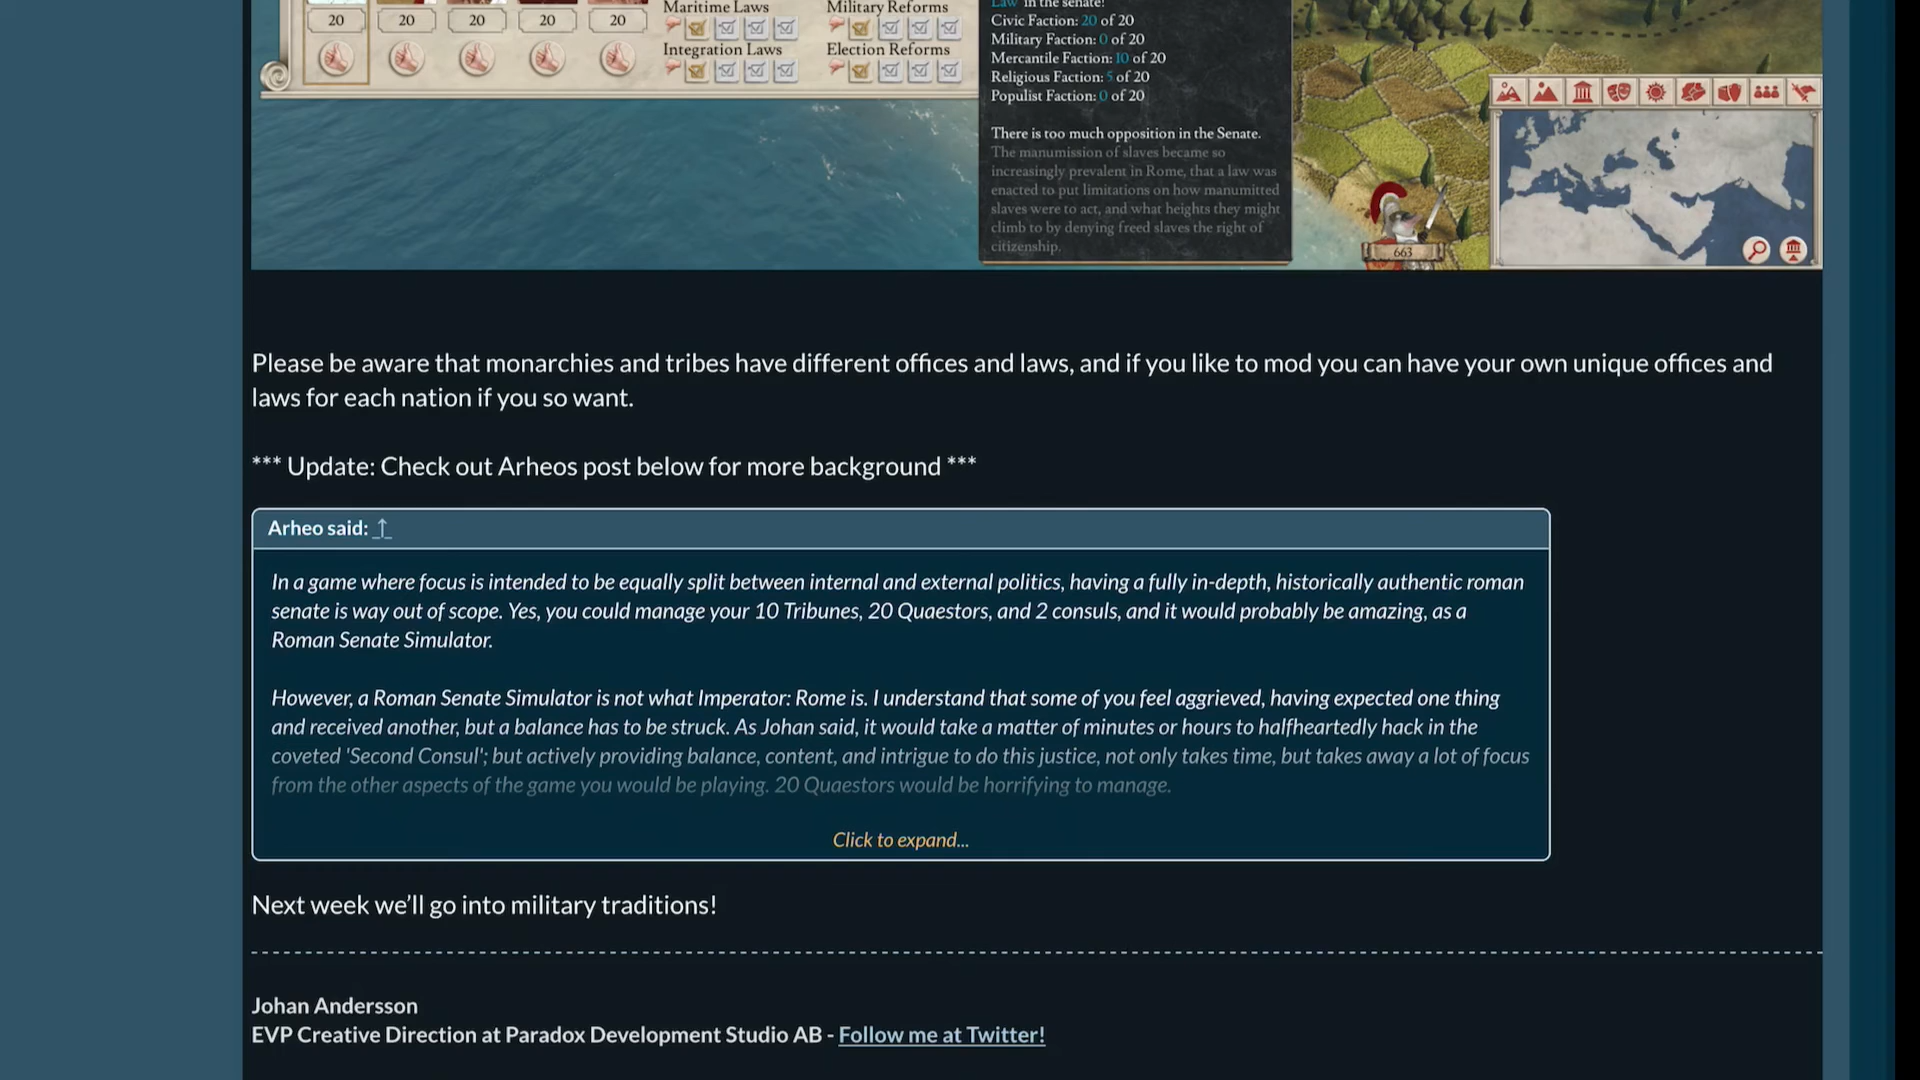 20 20 20 20 20
Maritime Laws Military Reforms
Integration Laws Election Reforms
Law in the senate!
Civic Faction: 20 of 20
Military Faction: 0 of 20
Mercantile Faction: 10 of 20
Religious Faction: 5 of 20
Populist Faction: 0 of 20
There is too much opposition in the Senate.
The manumission of slaves became so
increasingly prevalent in Rome, that a law was
enacted to put limitations on how manumitted
slaves were to act, and what heights they might
climb to by denying freed slaves the right of
citizenship.
663
Please be aware that monarchies and tribes have different offices and laws, and if you like to mod you can have your own unique offices and
laws for each nation if you so want.
*** Update: Check out Arheos post below for more background ***
Arheo said: ↑
In a game where focus is intended to be equally split between internal and external politics, having a fully in-depth, historically authentic roman
senate is way out of scope. Yes, you could manage your 10 Tribunes, 20 Quaestors, and 2 consuls, and it would probably be amazing, as a
Roman Senate Simulator.
However, a Roman Senate Simulator is not what Imperator: Rome is. I understand that some of you feel aggrieved, having expected one thing
and received another, but a balance has to be struck. As Johan said, it would take a matter of minutes or hours to halfheartedly hack in the
coveted 'Second Consul'; but actively providing balance, content, and intrigue to do this justice, not only takes time, but takes away a lot of focus
from the other aspects of the game you would be playing. 20 Quaestors would be horrifying to manage.
Click to expand...
Next week we’ll go into military traditions!
Johan Andersson
EVP Creative Direction at Paradox Development Studio AB - Follow me at Twitter!